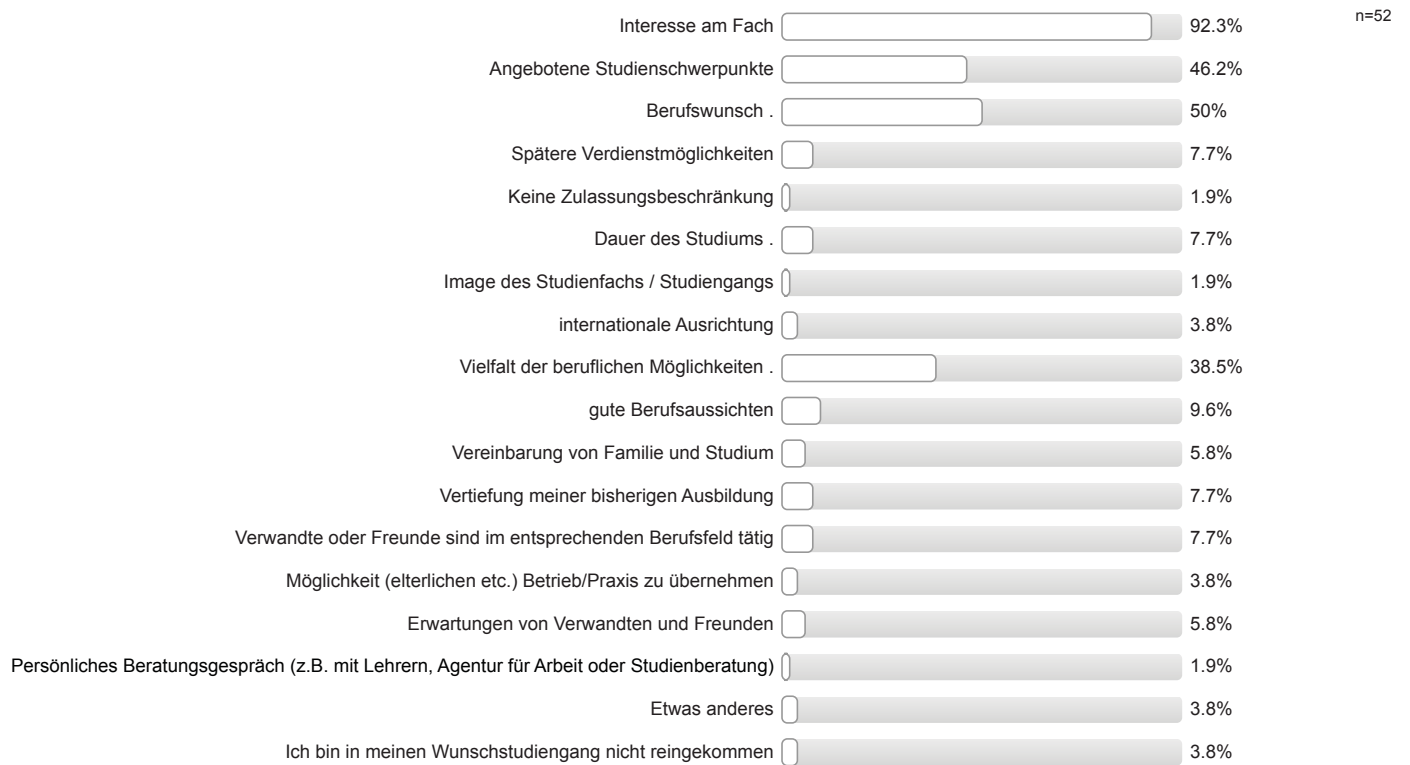 n=52
Interesse am Fach 92.3%
Angebotene Studienschwerpunkte 46.2%
Berufswunsch . 50%
Spätere Verdienstmöglichkeiten 7.7%
Keine Zulassungsbeschränkung 1.9%
Dauer des Studiums . 7.7%
Image des Studienfachs / Studiengangs 1.9%
internationale Ausrichtung 3.8%
Vielfalt der beruflichen Möglichkeiten . 38.5%
gute Berufsaussichten 9.6%
Vereinbarung von Familie und Studium 5.8%
Vertiefung meiner bisherigen Ausbildung 7.7%
Verwandte oder Freunde sind im entsprechenden Berufsfeld tätig 7.7%
Möglichkeit (elterlichen etc.) Betrieb/Praxis zu übernehmen 3.8%
Erwartungen von Verwandten und Freunden 5.8%
Persönliches Beratungsgespräch (z.B. mit Lehrern, Agentur für Arbeit oder Studienberatung) 1.9%
Etwas anderes 3.8%
Ich bin in meinen Wunschstudiengang nicht reingekommen 3.8%